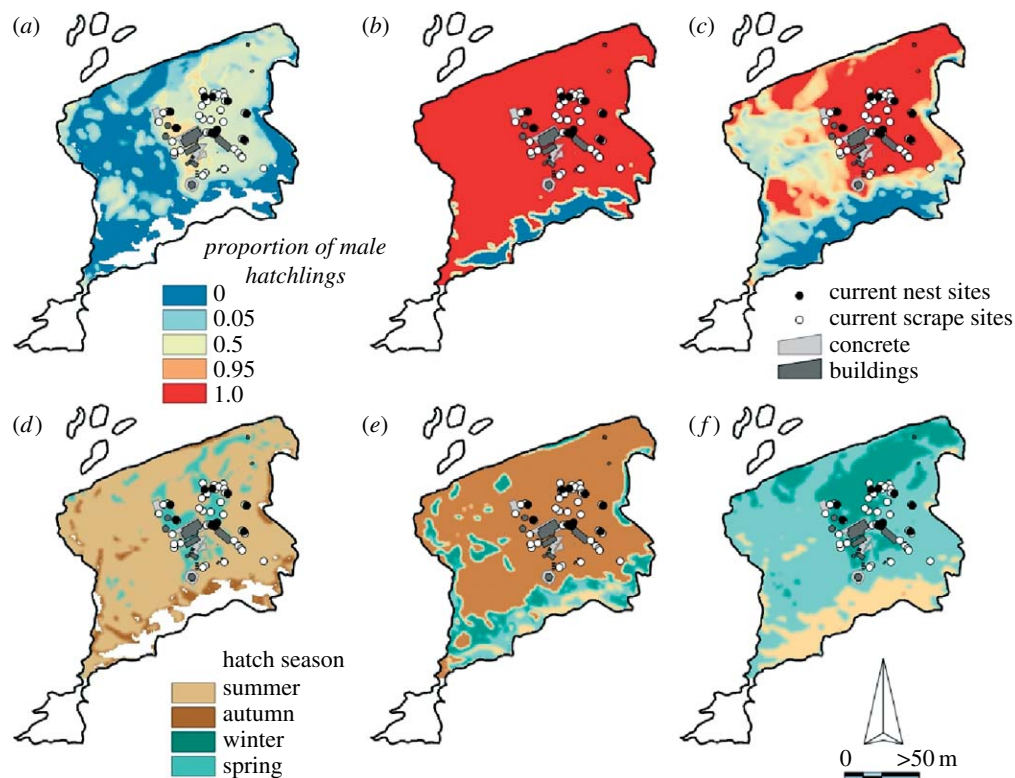 (a)
(b)
(c)
proportion of male
hatchlings
0
0.05
0.5
0.95
1.0
current nest sites
current scrape sites
concrete
buildings
(d)
(e)
(f)
hatch season
summer
autumn
winter
spring
0 >50 m